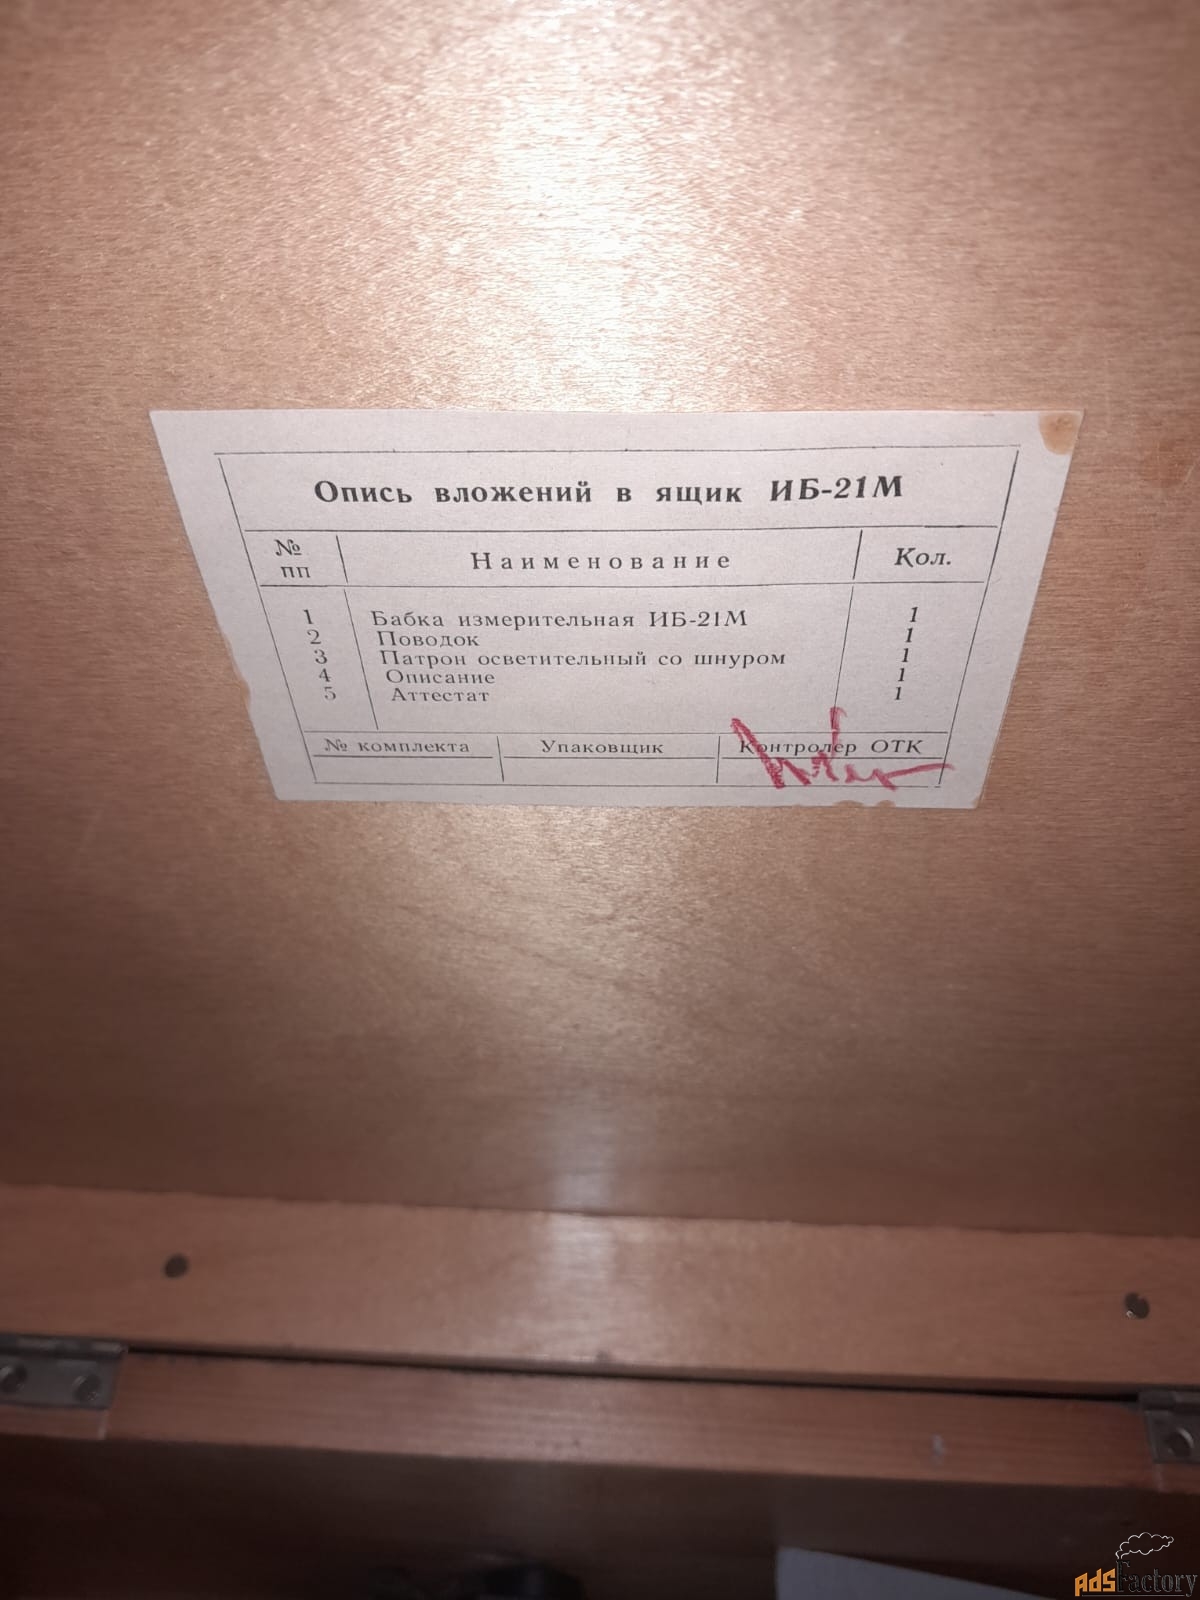 Опись вложений в ящик ИБ-21М
№ пп Наименование Кол.
1 Бабка измерительная ИБ-21М 1
2 Поводок 1
3 Патрон осветительный со шнуром 1
4 Описание 1
5 Аттестат 1
№ комплекта Упаковщик Контролер ОТК
AdsFactory